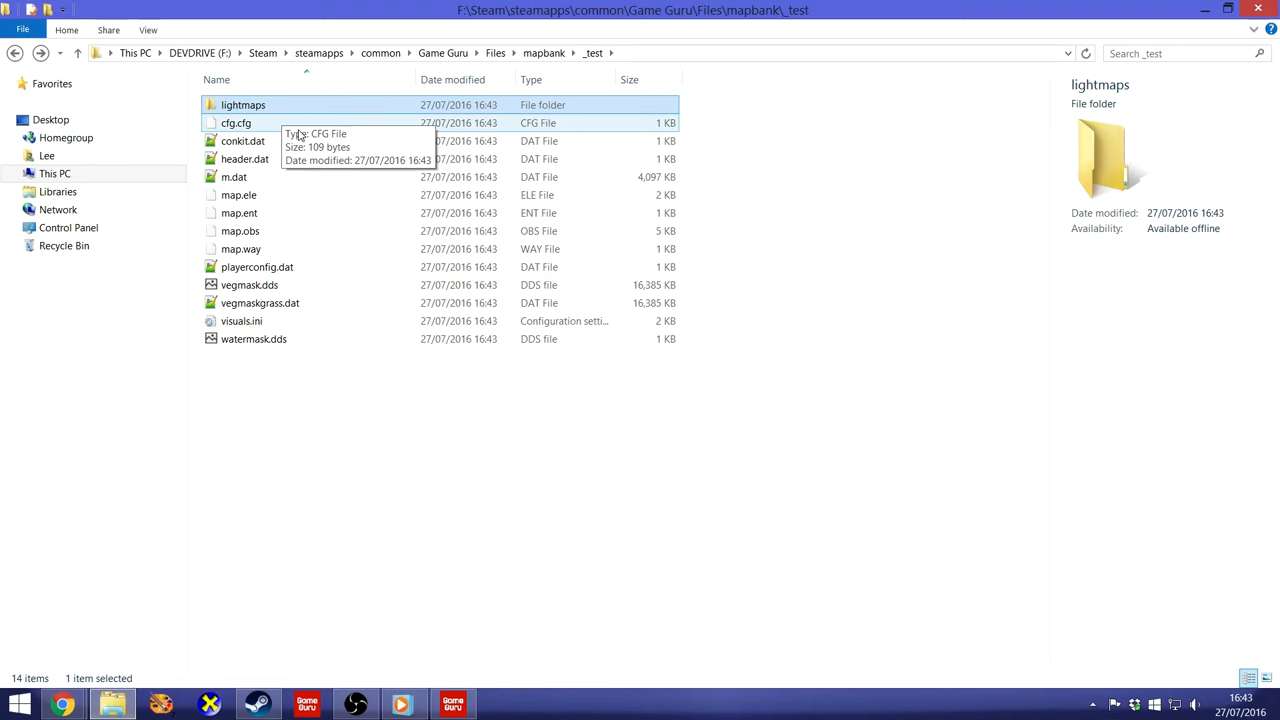 F:\Steam\steamapps\common\Game Guru\Files\mapbank\_test
File Home Share View
This PC DEVDRIVE (F:) Steam steamapps common Game Guru Files mapbank _test
Search _test
Favorites
Desktop
Homegroup
Lee
This PC
Libraries
Network
Control Panel
Recycle Bin
Name Date modified Type Size
lightmaps 27/07/2016 16:43 File folder
cfg.cfg 27/07/2016 16:43 CFG File 1 KB
conkit.dat 27/07/2016 16:43 DAT File 1 KB
header.dat 27/07/2016 16:43 DAT File 1 KB
m.dat 27/07/2016 16:43 DAT File 4,097 KB
map.ele 27/07/2016 16:43 ELE File 2 KB
map.ent 27/07/2016 16:43 ENT File 1 KB
map.obs 27/07/2016 16:43 OBS File 5 KB
map.way 27/07/2016 16:43 WAY File 1 KB
playerconfig.dat 27/07/2016 16:43 DAT File 1 KB
vegmask.dds 27/07/2016 16:43 DDS file 16,385 KB
vegmaskgrass.dat 27/07/2016 16:43 DAT File 16,385 KB
visuals.ini 27/07/2016 16:43 Configuration setti... 2 KB
watermask.dds 27/07/2016 16:43 DDS file 1 KB
Type: CFG File
Size: 109 bytes
Date modified: 27/07/2016 16:43
lightmaps
File folder
Date modified: 27/07/2016 16:43
Availability: Available offline
14 items 1 item selected
Game
Guru
Game
Guru
16:43
27/07/2016